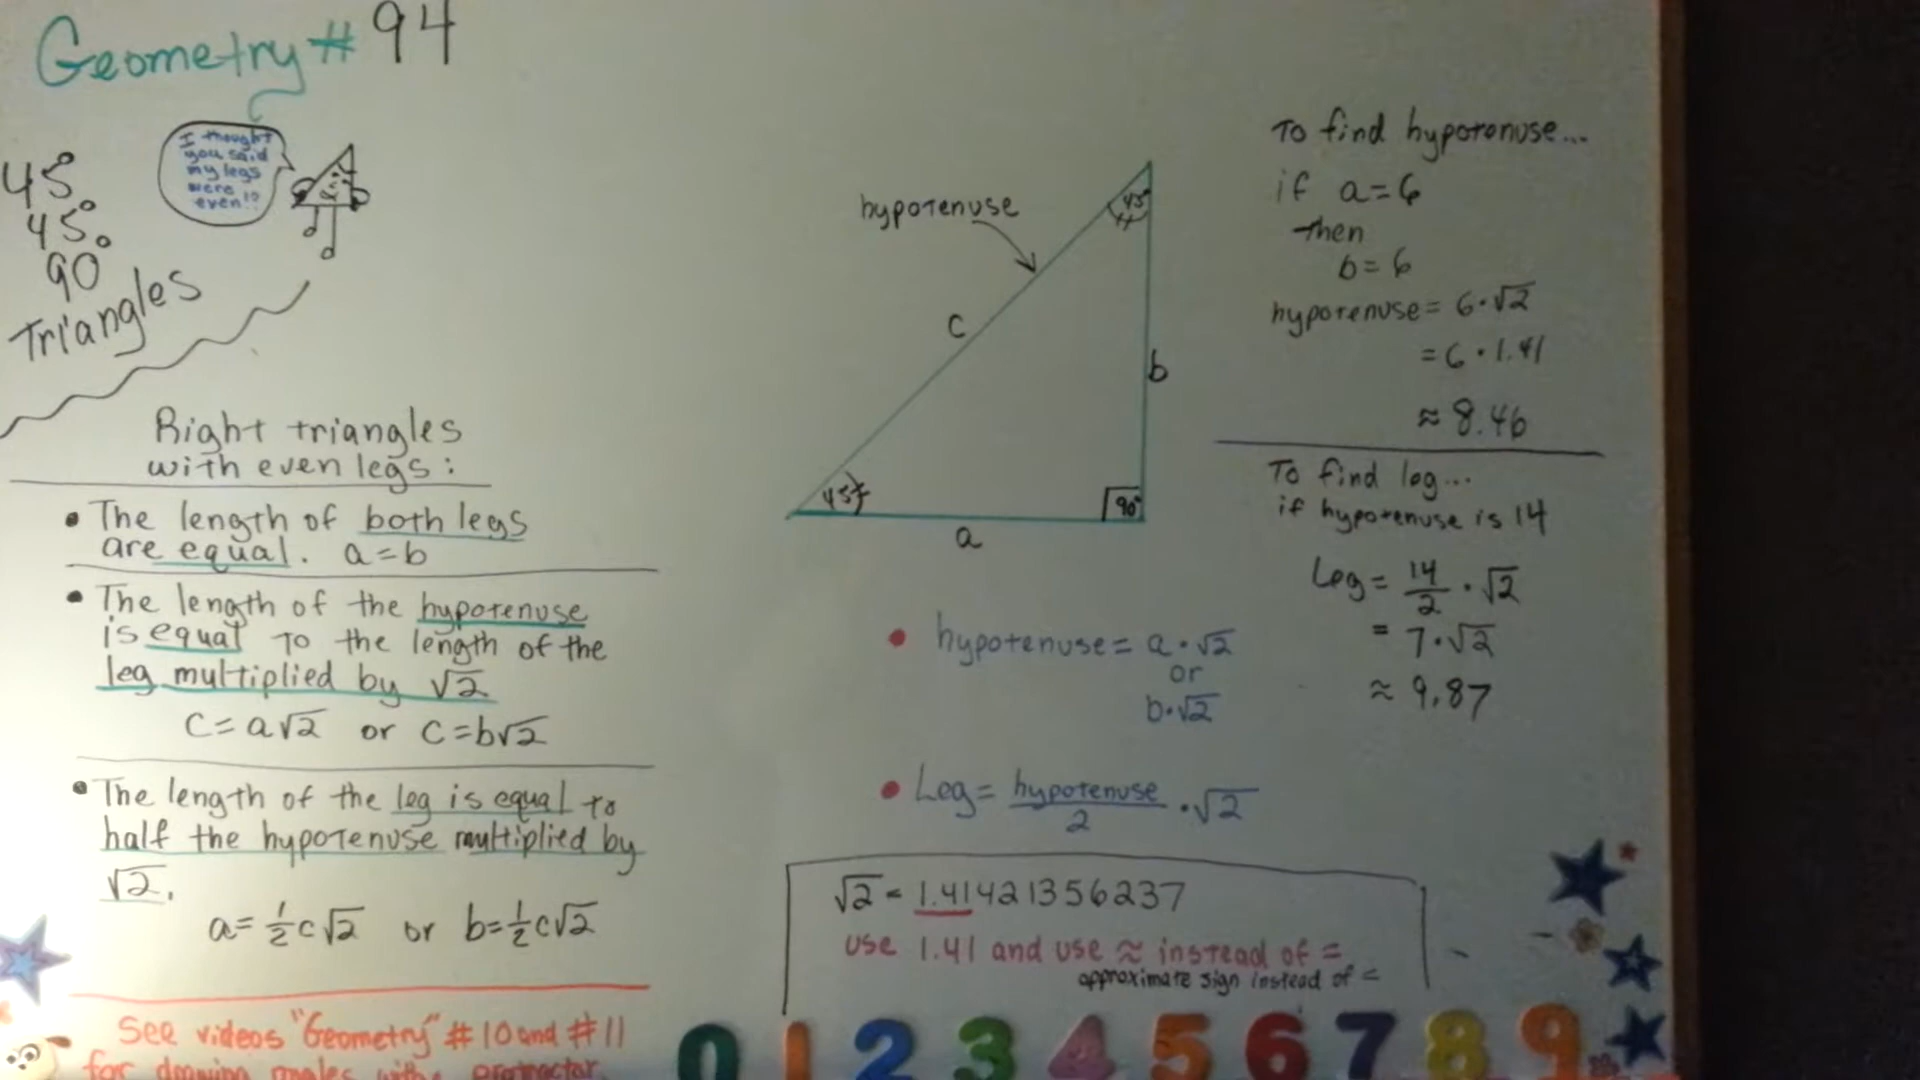 Geometry # 94
I thought
you said
my legs
were
even!?
45°
45°
90°
Triangles
Right triangles
with even legs:
• The length of both legs
are equal. a=b
• The length of the hypotenuse
is equal to the length of the
leg multiplied by √2
c=a√2 or c=b√2
• The length of the leg is equal to
half the hypotenuse multiplied by
√2.
a=½c√2 or b=½c√2
See videos "Geometry" #10 and #11
for drawing angles with protractor.
hypotenuse
45°
c
b
45°
90°
a
• hypotenuse = a·√2
or
b·√2
• Leg = hypotenuse/2 ·√2
√2 = 1.41421356237
use 1.41 and use ≈ instead of =
approximate sign instead of =
To find hypotenuse...
if a=6
then
b=6
hypotenuse = 6·√2
= 6·1.41
≈ 8.46
To find leg...
if hypotenuse is 14
Leg = 14/2 · √2
= 7·√2
≈ 9.87
0 1 2 3 4 5 6 7 8 9